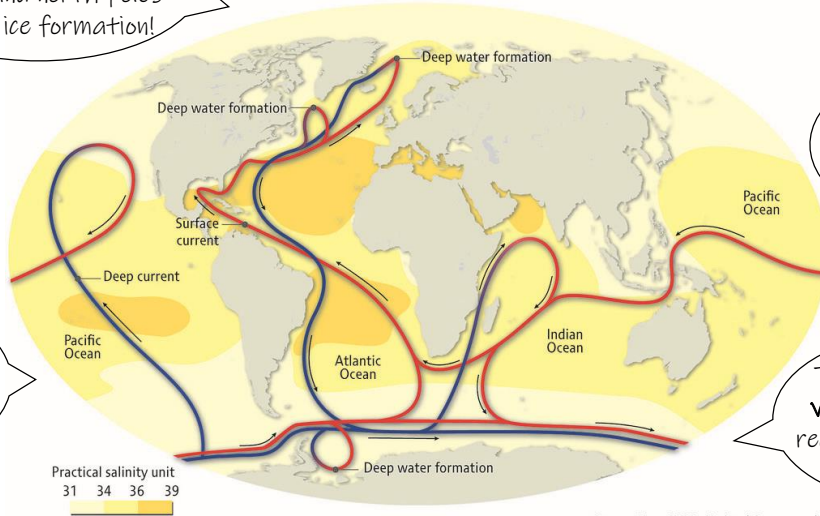 ice formation!
Deep water formation
Deep water formation
Pacific
Ocean
Surface
current
Deep current
Pacific
Ocean
Atlantic
Ocean
Indian
Ocean
Deep water formation
Practical salinity unit
31 34 36 39